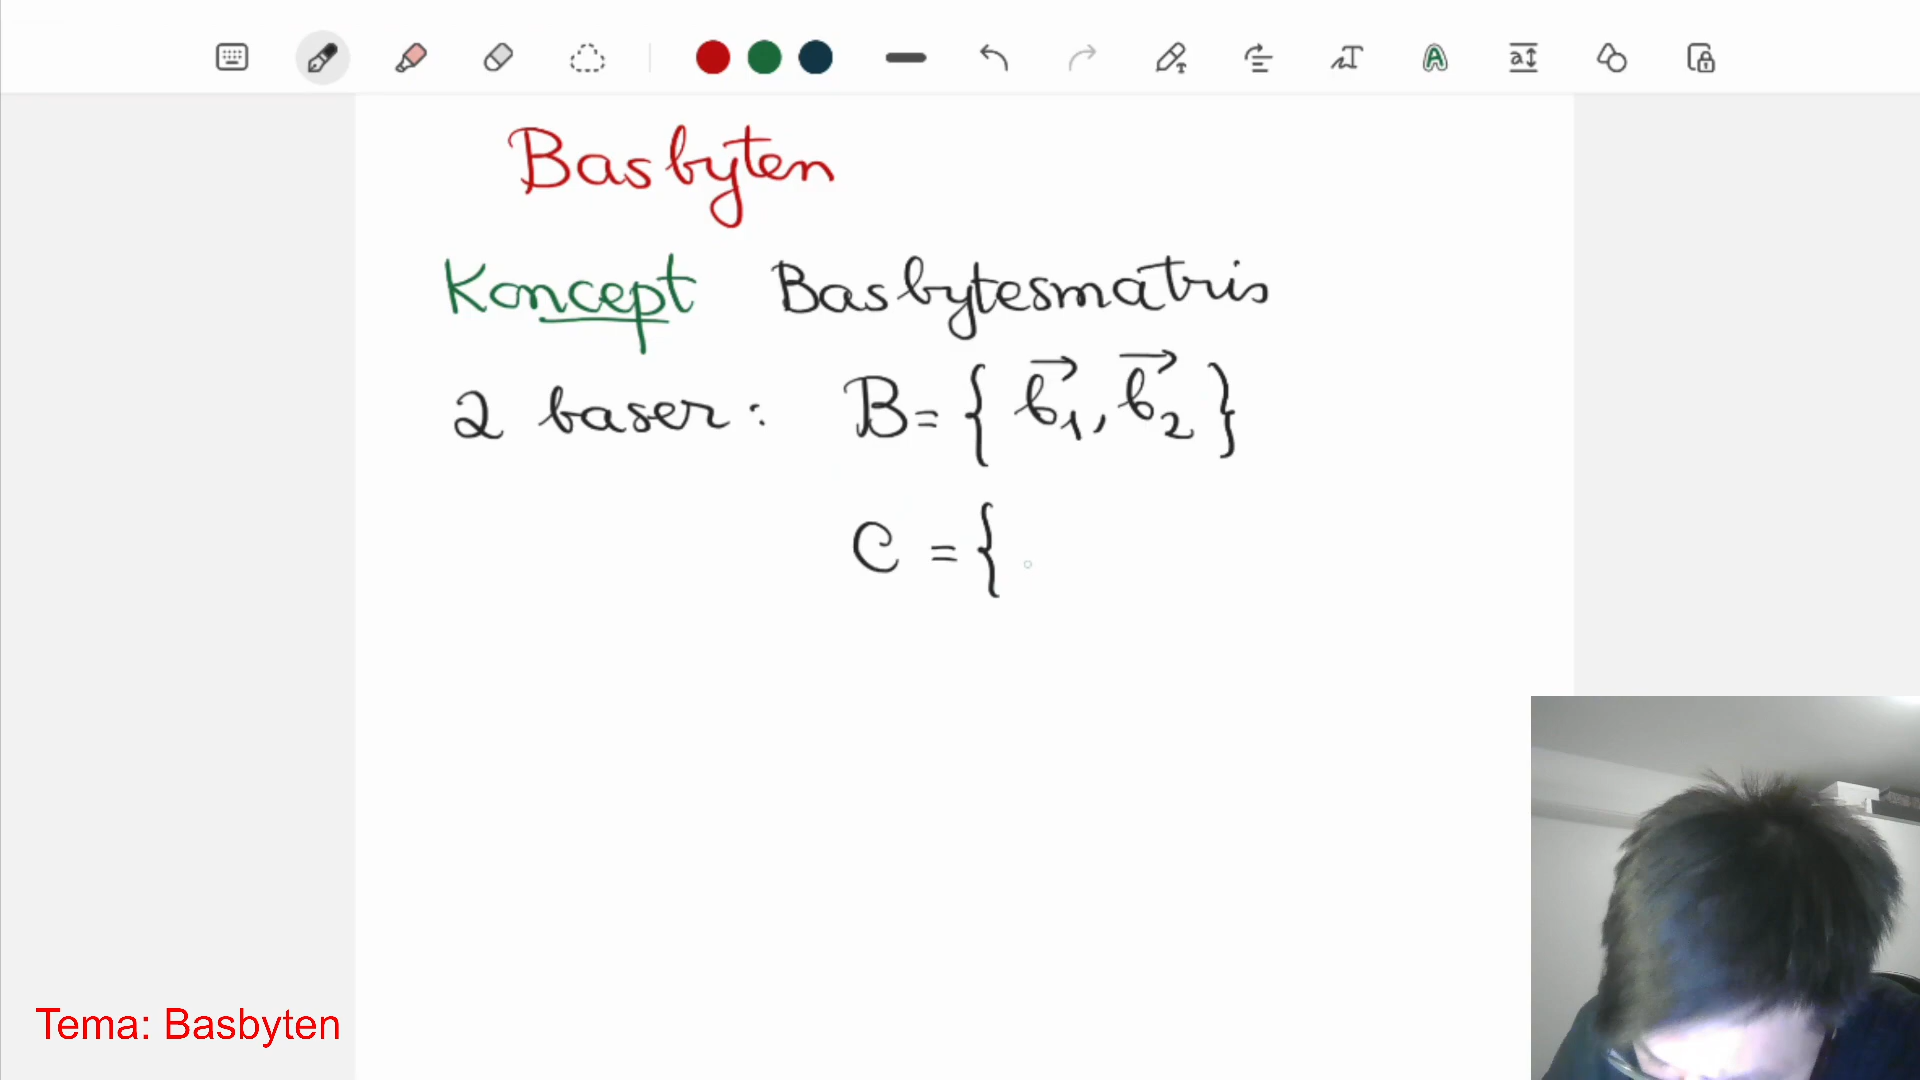 Basbyten
Koncept Basbytesmatris
2 baser: B = { b⃗₁, b⃗₂ }
C = {
Tema: Basbyten